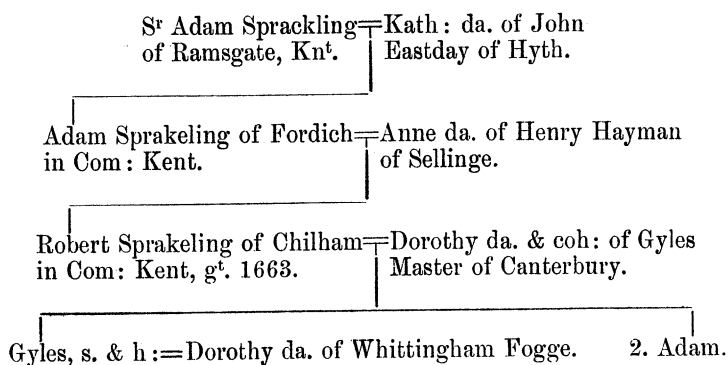 Sr Adam Sprackling=Kath: da. of John
of Ramsgate, Knt. Eastday of Hyth.
Adam Sprakeling of Fordich=Anne da. of Henry Hayman
in Com: Kent. of Sellinge.
Robert Sprakeling of Chilham=Dorothy da. & coh: of Gyles
in Com: Kent, gt. 1663. Master of Canterbury.
Gyles, s. & h:=Dorothy da. of Whittingham Fogge. 2. Adam.